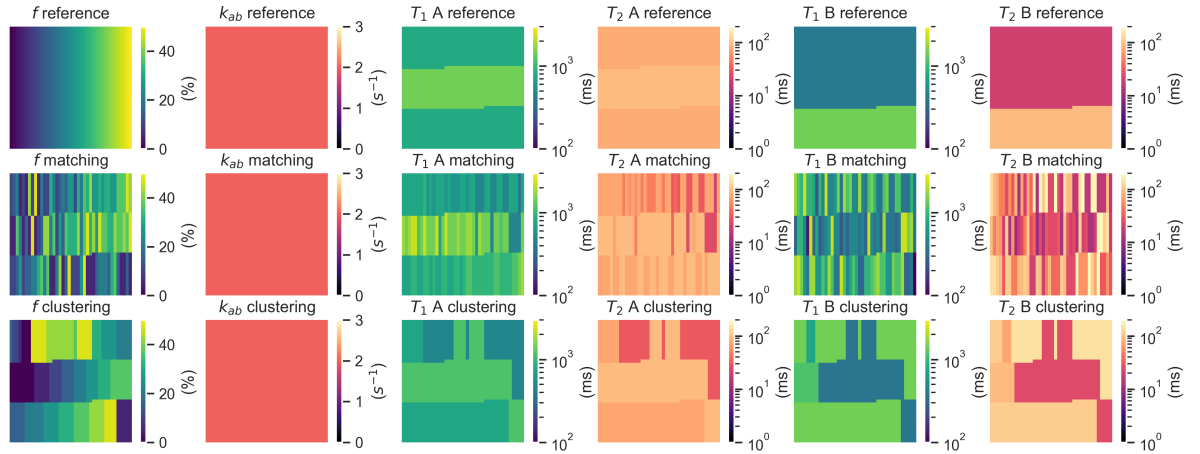 f reference
k_ab reference
T_1 A reference
T_2 A reference
T_1 B reference
T_2 B reference
40
20
0
(%)
3
2
1
0
(s^−1)
10^3
10^2
(ms)
10^2
10^1
10^0
(ms)
10^3
10^2
(ms)
10^2
10^1
10^0
(ms)
f matching
k_ab matching
T_1 A matching
T_2 A matching
T_1 B matching
T_2 B matching
40
20
0
(%)
3
2
1
0
(s^−1)
10^3
10^2
(ms)
10^2
10^1
10^0
(ms)
10^3
10^2
(ms)
10^2
10^1
10^0
(ms)
f clustering
k_ab clustering
T_1 A clustering
T_2 A clustering
T_1 B clustering
T_2 B clustering
40
20
0
(%)
3
2
1
0
(s^−1)
10^3
10^2
(ms)
10^2
10^1
10^0
(ms)
10^3
10^2
(ms)
10^2
10^1
10^0
(ms)